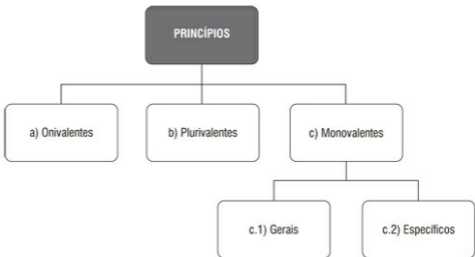 PRINCÍPIOS
a) Onivalentes
b) Plurivalentes
c) Monovalentes
c.1) Gerais
c.2) Específicos